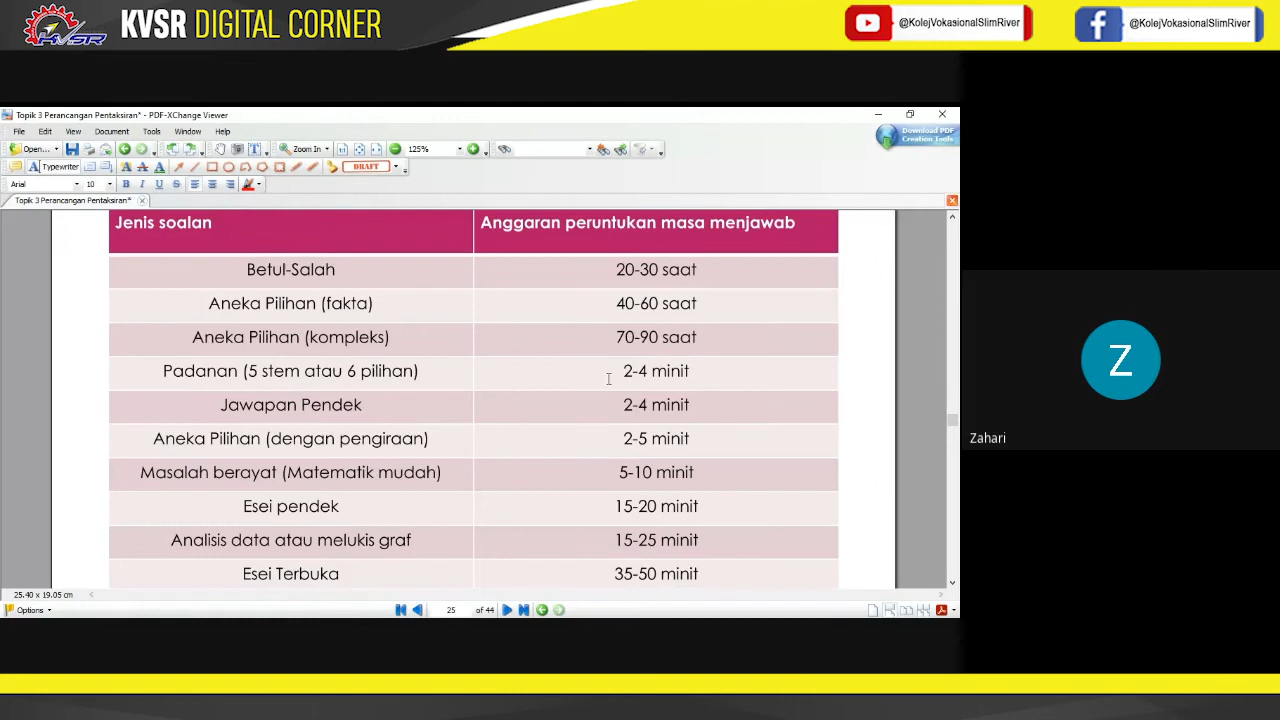 KVSR
KVSR DIGITAL CORNER
@KolejVokasionalSlimRiver
@KolejVokasionalSlimRiver
Topik 3 Perancangan Pentaksiran* - PDF-XChange Viewer
File Edit View Document Tools Window Help
Download PDF
Creation Tools
Open... Zoom In 125%
Typewriter DRAFT
Arial 10 B I U S
Topik 3 Perancangan Pentaksiran*
Jenis soalan Anggaran peruntukan masa menjawab
Betul-Salah 20-30 saat
Aneka Pilihan (fakta) 40-60 saat
Aneka Pilihan (kompleks) 70-90 saat
Padanan (5 stem atau 6 pilihan) 2-4 minit
Jawapan Pendek 2-4 minit
Aneka Pilihan (dengan pengiraan) 2-5 minit
Masalah berayat (Matematik mudah) 5-10 minit
Esei pendek 15-20 minit
Analisis data atau melukis graf 15-25 minit
Esei Terbuka 35-50 minit
Z
Zahari
25.40 x 19.05 cm
Options 25 of 44